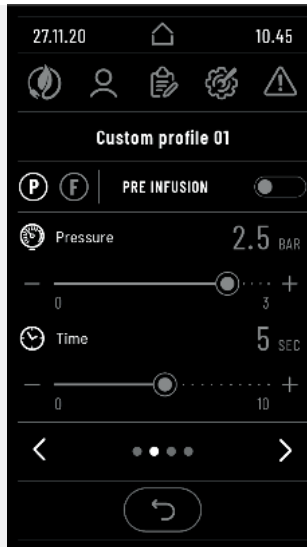 27.11.20 10.45
Custom profile 01
P F PRE INFUSION
Pressure 2.5 BAR
− +
0 3
Time 5 SEC
− +
0 10